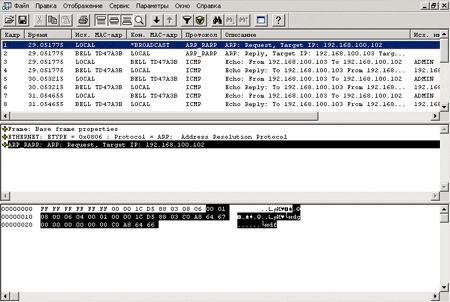 Файл Правка Отображение Сервис Параметры Окно Справка
Кадр Время Исх. MAC-адр Кон. MAC-адр Протокол Описание Исх. им
1 29.051775 LOCAL *BROADCAST ARP_RARP ARP: Request, Target IP: 192.168.100.102
2 29.051775 BELL TD47A3B LOCAL ARP_RARP ARP: Reply, Target IP: 192.168.100.103 Targ...
3 29.051775 LOCAL BELL TD47A3B ICMP Echo: From 192.168.100.103 To 192.168.100.102 ADMIN
4 29.051775 BELL TD47A3B LOCAL ICMP Echo Reply: To 192.168.100.103 From 192... 192.168
5 30.053215 LOCAL BELL TD47A3B ICMP Echo: From 192.168.100.103 To 192.168.100.102 ADMIN
6 30.053215 BELL TD47A3B LOCAL ICMP Echo Reply: To 192.168.100.103 From 192... 192.168
7 31.054655 LOCAL BELL TD47A3B ICMP Echo: From 192.168.100.103 To 192.168.100.102 ADMIN
8 31.054655 BELL TD47A3B LOCAL ICMP Echo Reply: To 192.168.100.103 From 192... 192.168
Frame: Base frame properties
ETHERNET: ETYPE = 0x0806 : Protocol = ARP: Address Resolution Protocol
ARP_RARP: ARP: Request, Target IP: 192.168.100.102
00000000 FF FF FF FF FF FF 00 00 1C D5 88 03 08 06 00 01
00000010 08 00 06 04 00 01 00 00 1C D5 88 03 C0 A8 64 67
00000020 00 00 00 00 00 00 C0 A8 64 66